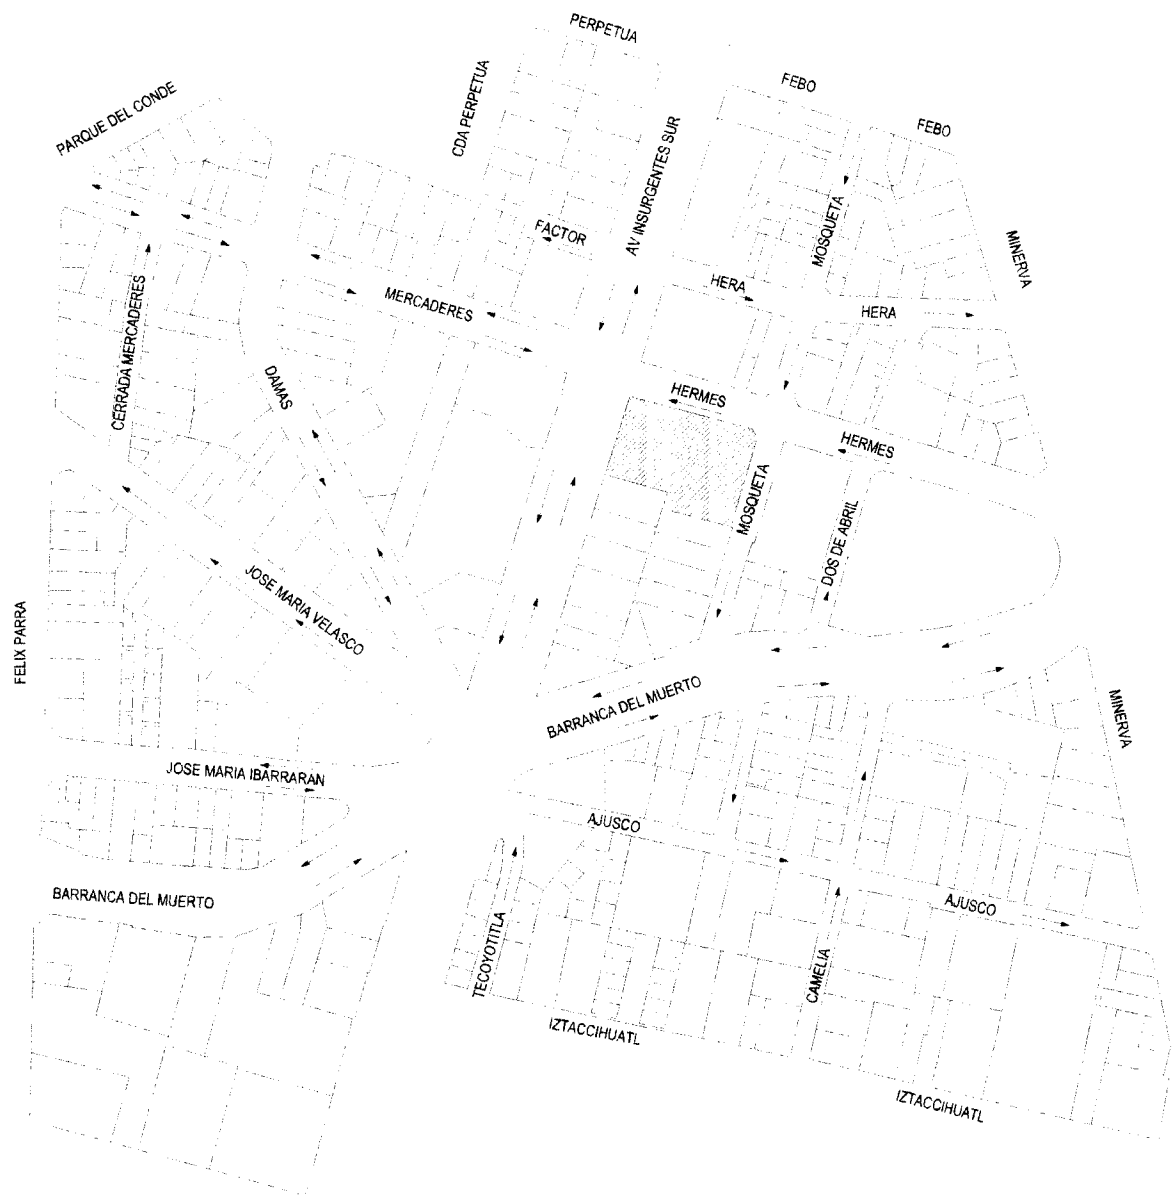 PERPETUA
CDA PERPETUA
FEBO
FEBO
PARQUE DEL CONDE
AV INSURGENTES SUR
MOSQUETA
FACTOR
MINERVA
HERA
HERA
MERCADERES
CERRADA MERCADERES
DAMAS
HERMES
HERMES
MOSQUETA
DOS DE ABRIL
JOSE MARIA VELASCO
FELIX PARRA
BARRANCA DEL MUERTO
MINERVA
JOSE MARIA IBARRARAN
AJUSCO
BARRANCA DEL MUERTO
AJUSCO
TECOYOTITLA
CAMELIA
IZTACCIHUATL
IZTACCIHUATL